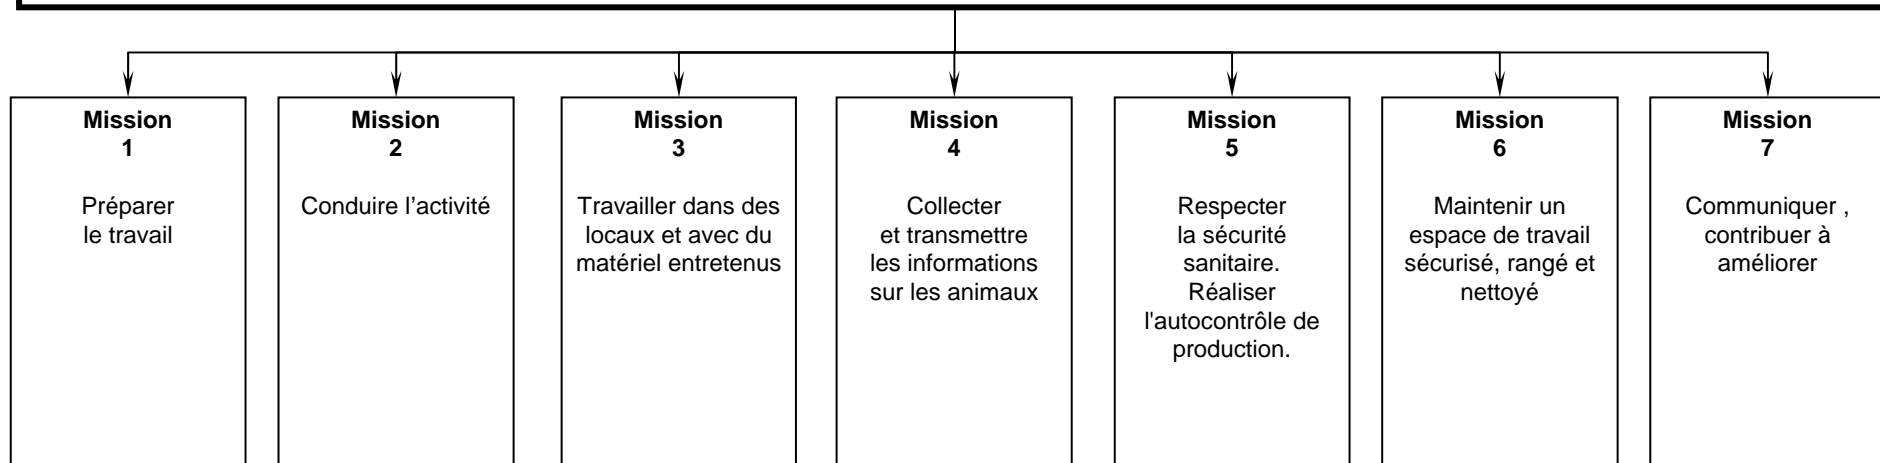 Mission
1
Préparer
le travail
Mission
2
Conduire l’activité
Mission
3
Travailler dans des
locaux et avec du
matériel entretenus
Mission
4
Collecter
et transmettre
les informations
sur les animaux
Mission
5
Respecter
la sécurité
sanitaire.
Réaliser
l'autocontrôle de
production.
Mission
6
Maintenir un
espace de travail
sécurisé, rangé et
nettoyé
Mission
7
Communiquer ,
contribuer à
améliorer